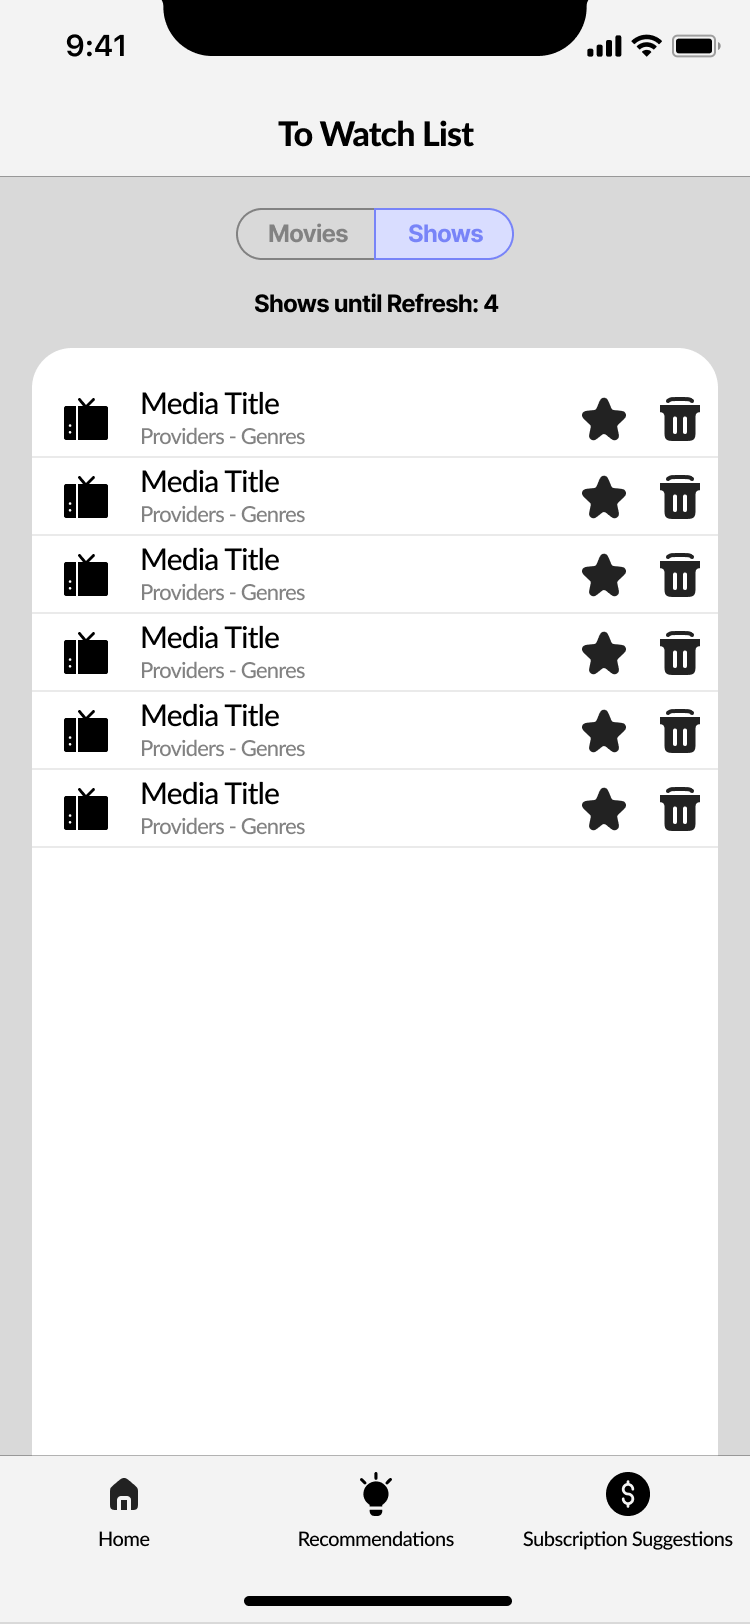 9:41
To Watch List
Movies Shows
Shows until Refresh: 4
Media Title
Providers - Genres
Media Title
Providers - Genres
Media Title
Providers - Genres
Media Title
Providers - Genres
Media Title
Providers - Genres
Media Title
Providers - Genres
$
Home Recommendations Subscription Suggestions